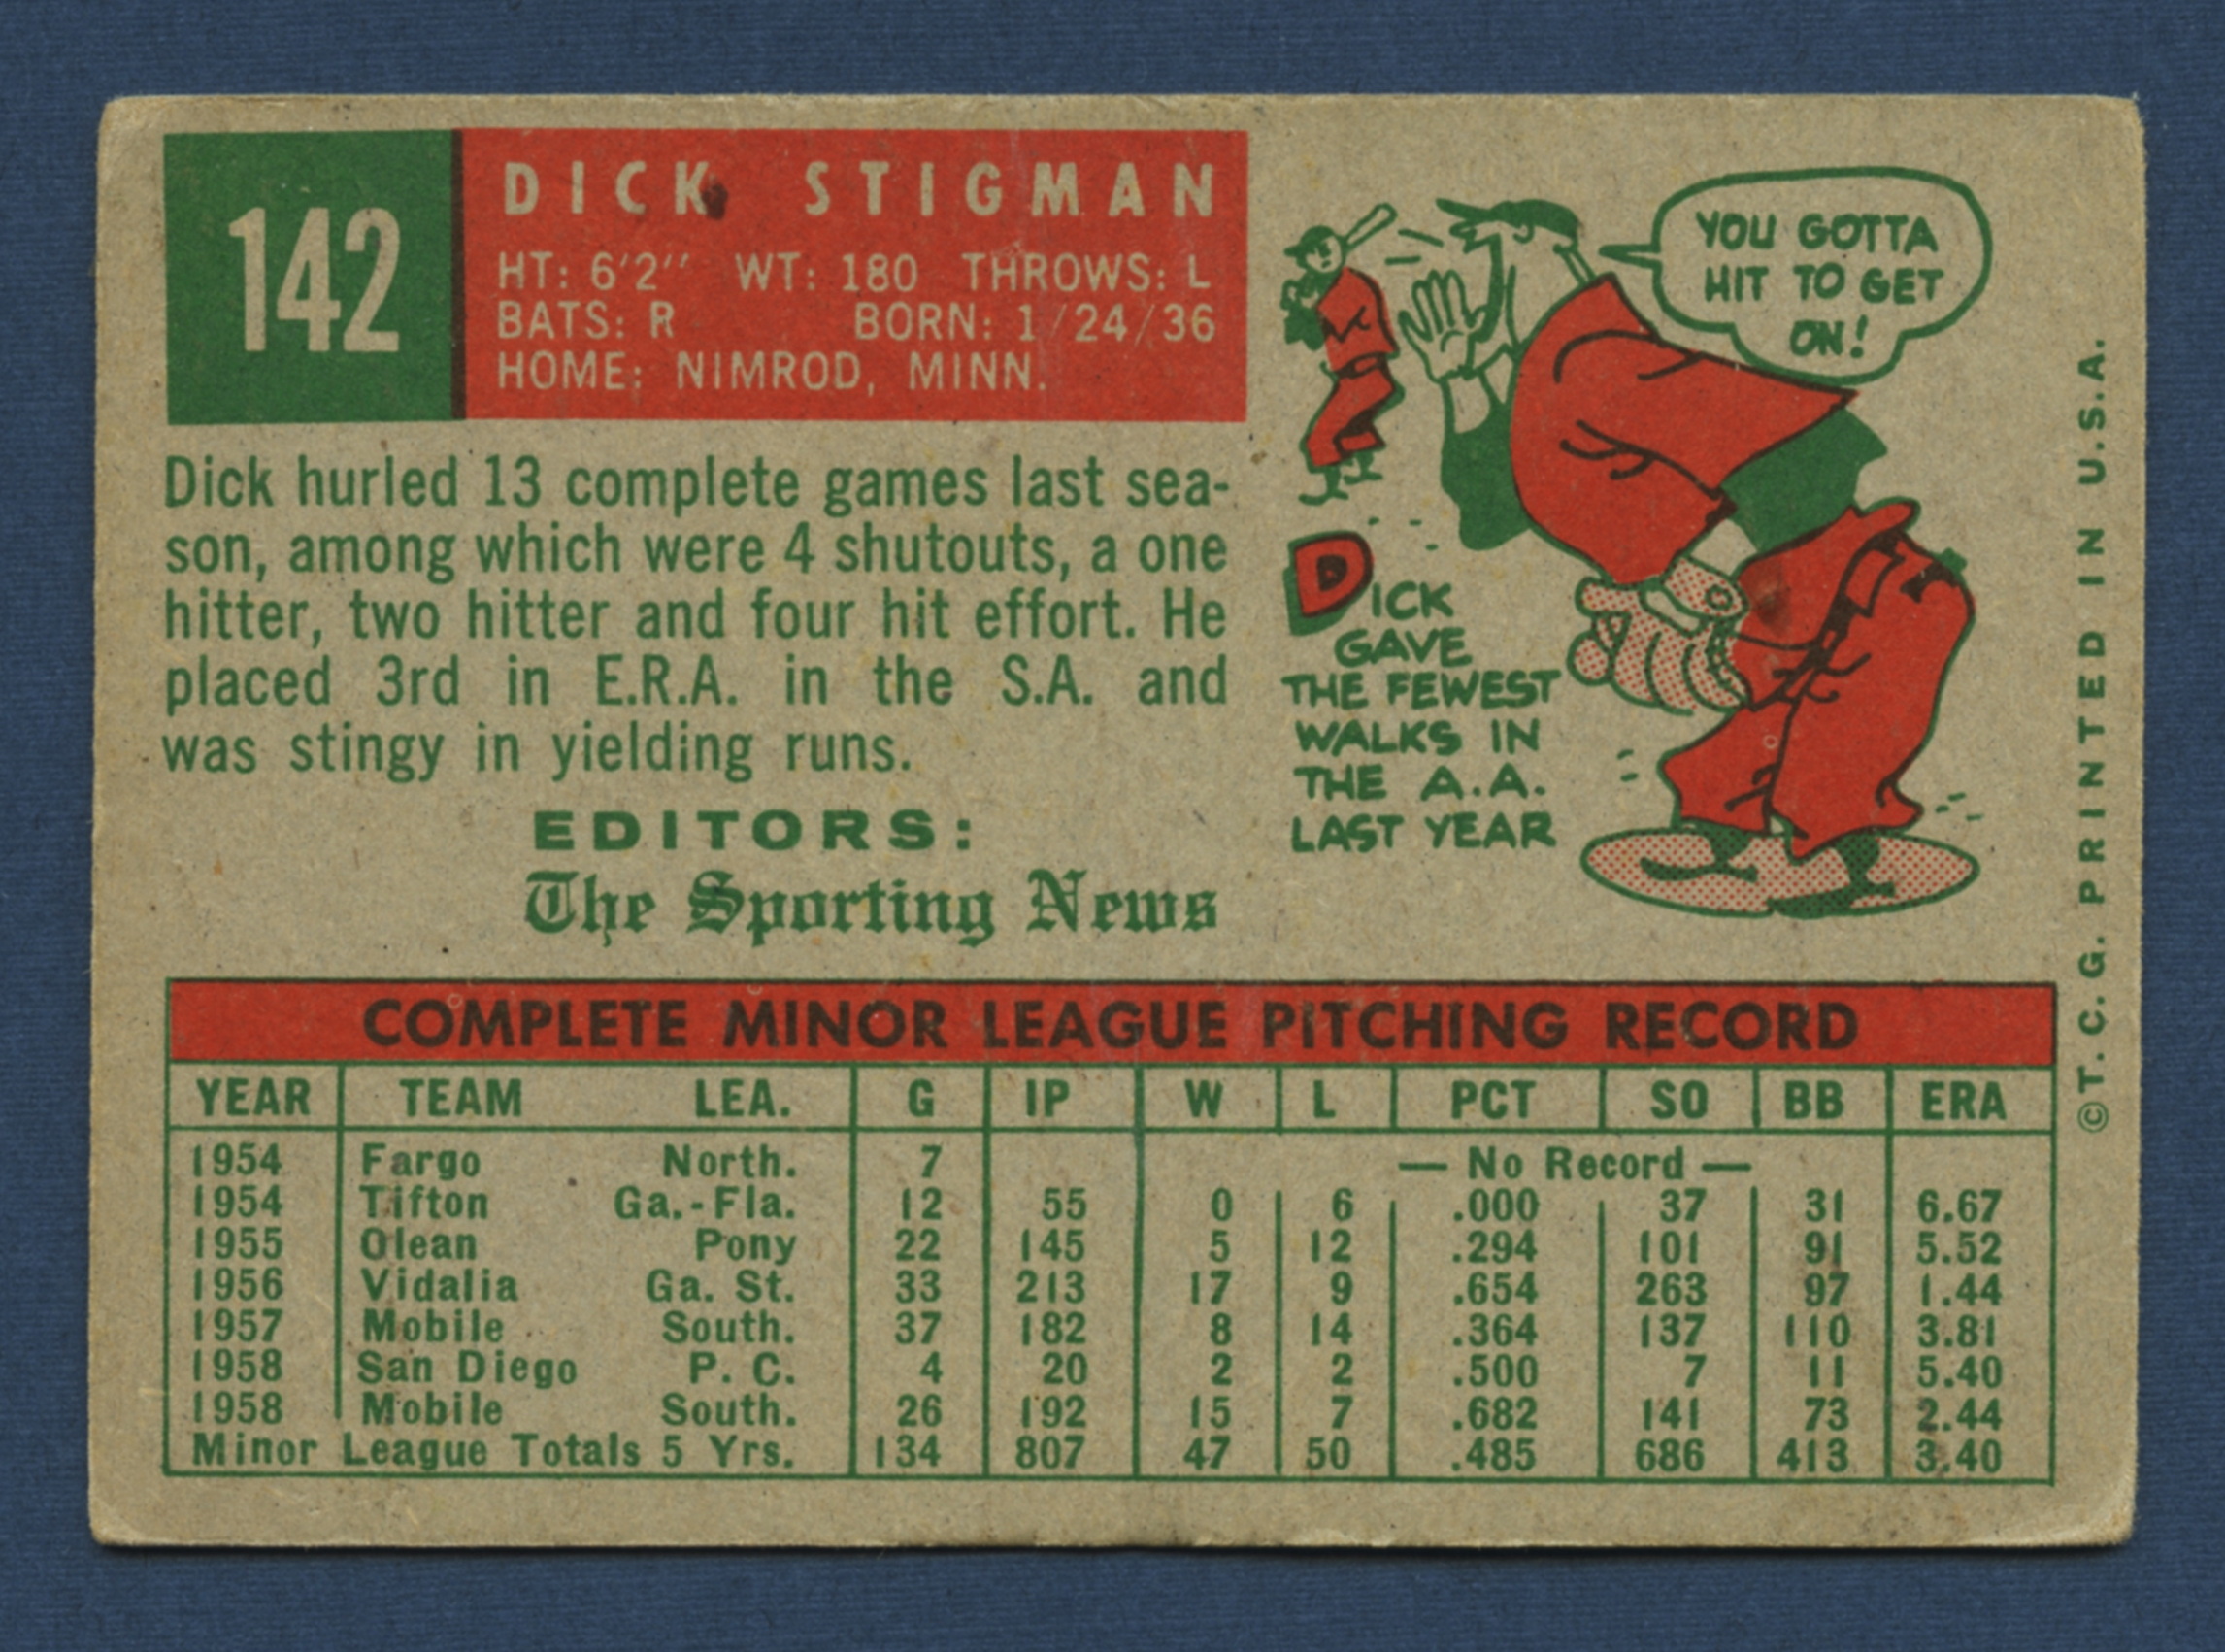 142
DICK STIGMAN
HT: 6'2" WT: 180 THROWS: L
BATS: R BORN: 1/24/36
HOME: NIMROD, MINN.
Dick hurled 13 complete games last sea-
son, among which were 4 shutouts, a one
hitter, two hitter and four hit effort. He
placed 3rd in E.R.A. in the S.A. and
was stingy in yielding runs.
EDITORS:
The Sporting News
YOU GOTTA
HIT TO GET
ON!
DICK
GAVE
THE FEWEST
WALKS IN
THE A.A.
LAST YEAR
©T.C.G. PRINTED IN U.S.A.
COMPLETE MINOR LEAGUE PITCHING RECORD
YEAR TEAM LEA. G IP W L PCT SO BB ERA
1954 Fargo North. 7 — No Record —
1954 Tifton Ga.-Fla. 12 55 0 6 .000 37 31 6.67
1955 Olean Pony 22 145 5 12 .294 101 91 5.52
1956 Vidalia Ga. St. 33 213 17 9 .654 263 97 1.44
1957 Mobile South. 37 182 8 14 .364 137 110 3.81
1958 San Diego P. C. 4 20 2 2 .500 7 11 5.40
1958 Mobile South. 26 192 15 7 .682 141 73 2.44
Minor League Totals 5 Yrs. 134 807 47 50 .485 686 413 3.40